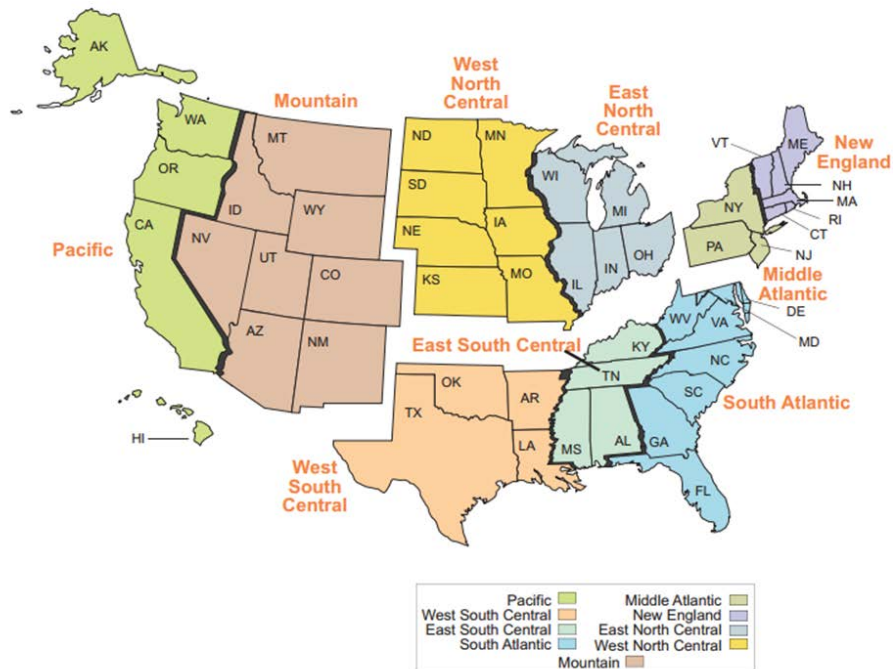 AK
West
North
Central
East
North
Central
Mountain
WA
MT
ND
MN
VT
ME
New
England
OR
ID
WY
SD
WI
MI
NY
NH
MA
RI
CT
CA
NV
NE
IA
PA
NJ
Pacific
UT
CO
KS
MO
IL
IN
OH
Middle
Atlantic
DE
WV
VA
MD
AZ
NM
East South Central
KY
NC
TN
OK
AR
SC
South Atlantic
TX
HI
LA
MS
AL
GA
West
South
Central
FL
Pacific
Middle Atlantic
West South Central
New England
East South Central
East North Central
South Atlantic
West North Central
Mountain